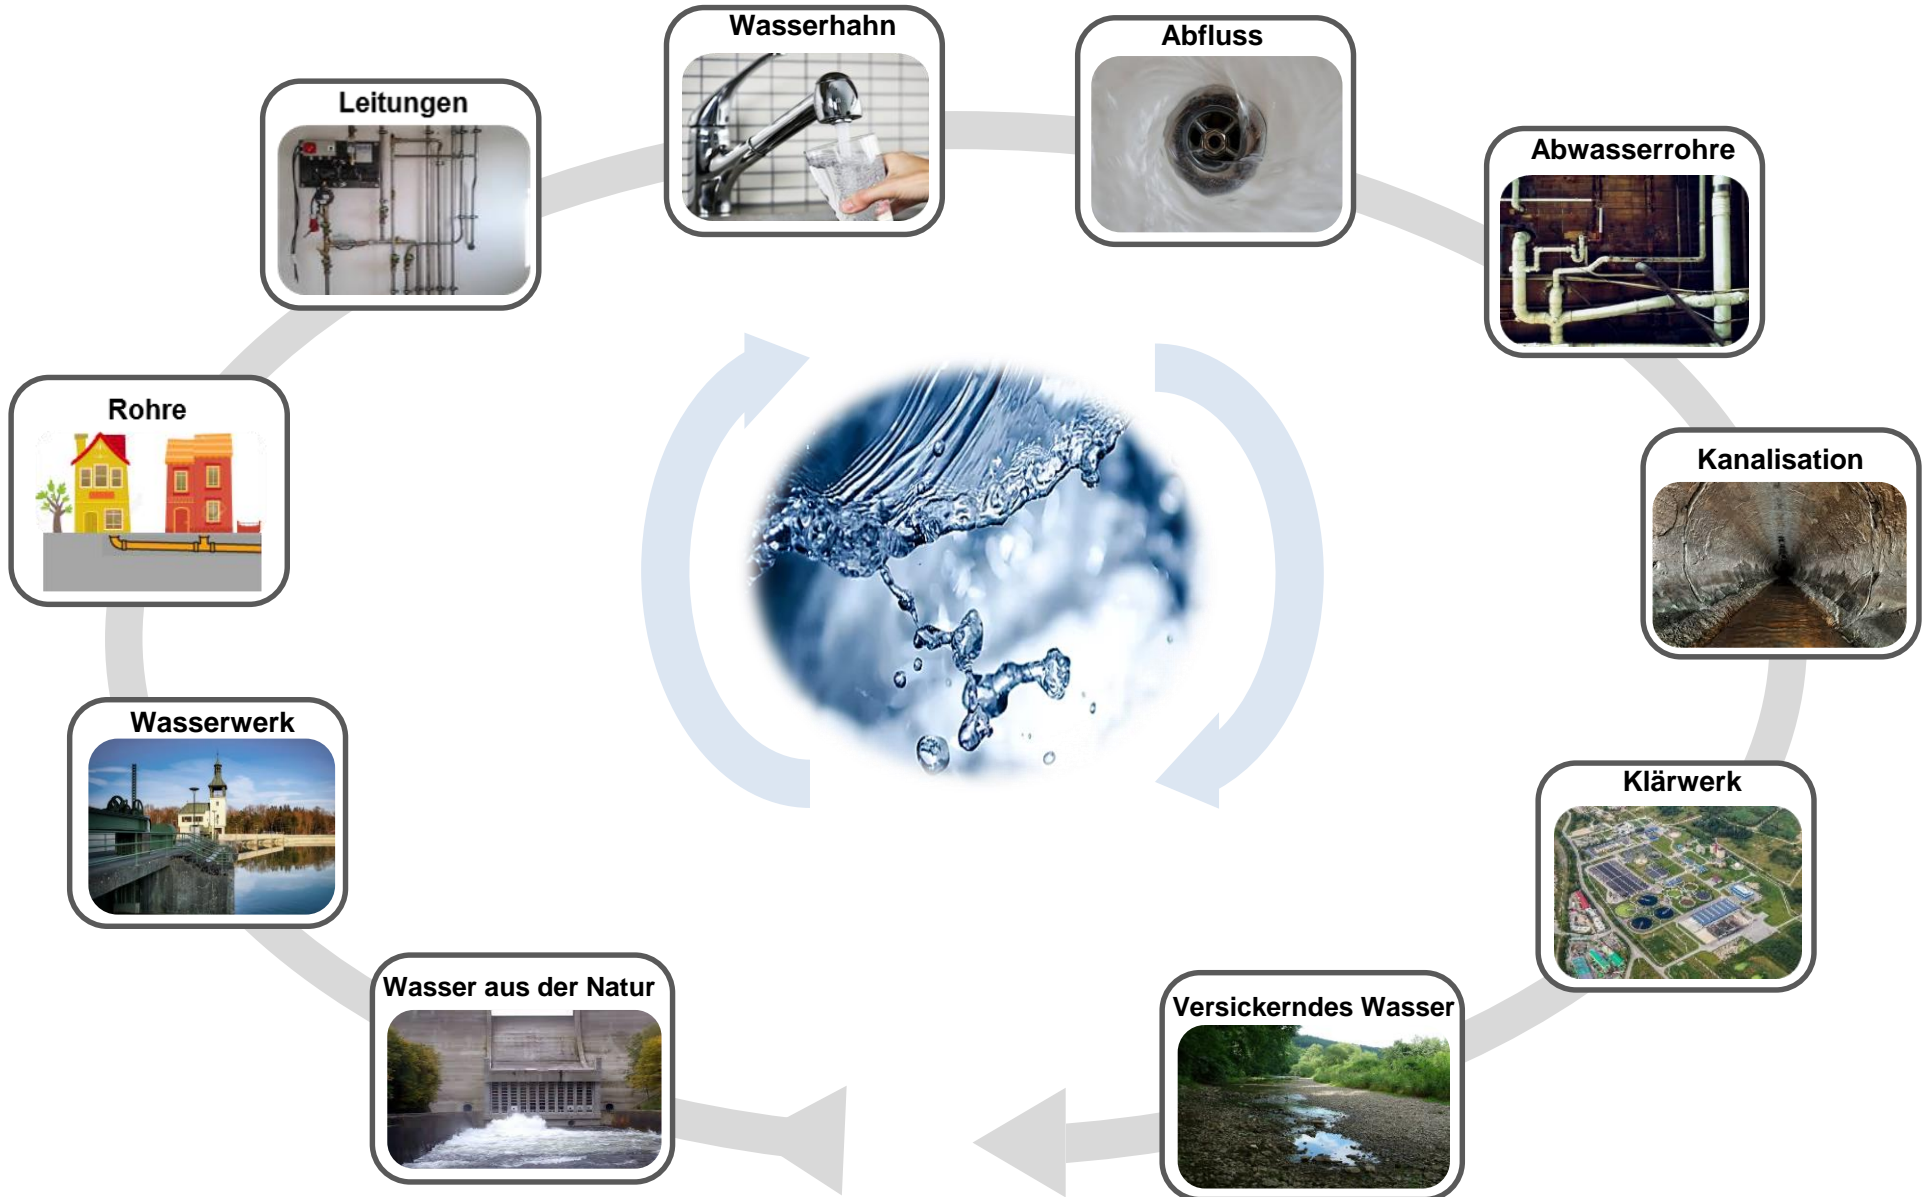 Wasserhahn
Abfluss
Leitungen
Abwasserrohre
Rohre
Kanalisation
Wasserwerk
Klärwerk
Wasser aus der Natur
Versickerndes Wasser